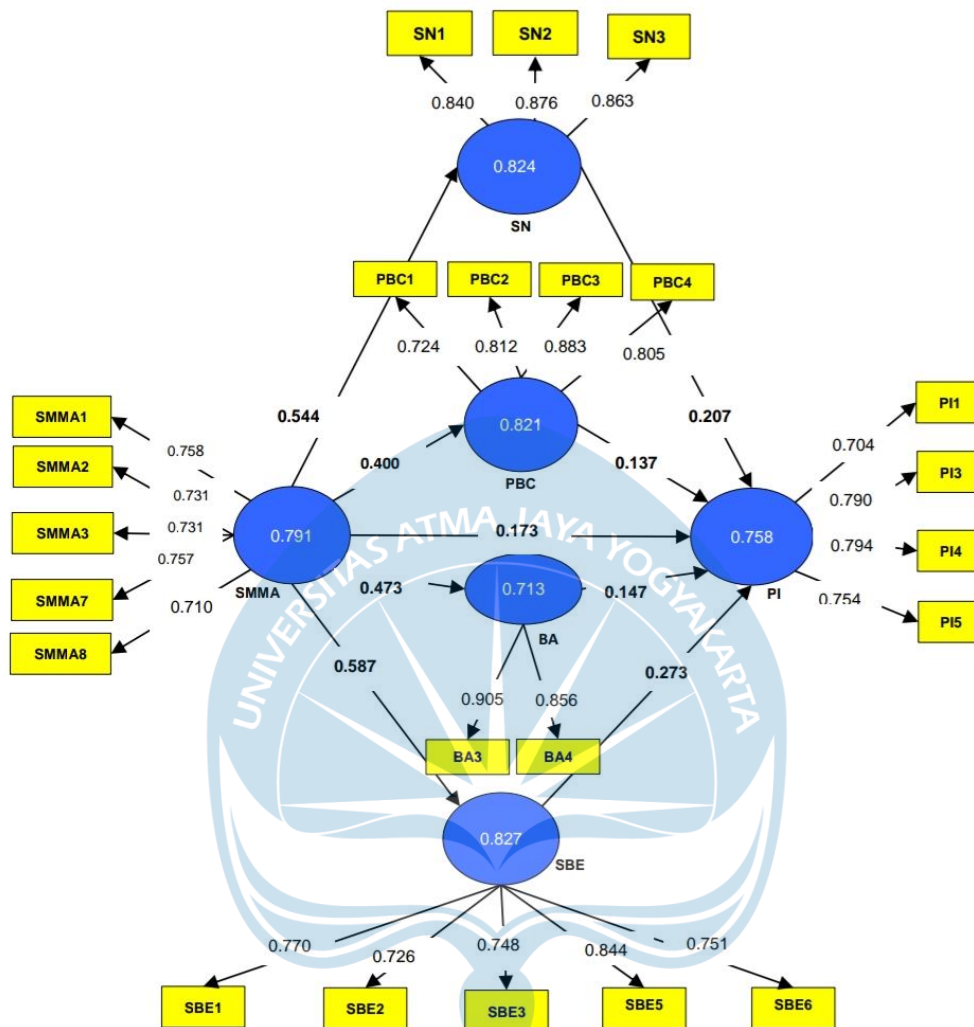 SN1 SN2 SN3
0.840 0.876 0.863
0.824
SN
PBC1 PBC2 PBC3 PBC4
0.724 0.812 0.883 0.805
0.544
0.207
0.821
PBC
0.400
0.137
SMMA1
SMMA2
SMMA3
SMMA7
SMMA8
0.758
0.731
0.731
0.757
0.710
0.791
SMMA
0.173
0.473
0.713
BA
0.147
0.758
PI
0.704
0.790
0.794
0.754
PI1
PI3
PI4
PI5
UNIVERSITAS ATMA JAYA YOGYAKARTA
0.587
0.273
0.905 0.856
BA3 BA4
0.827
SBE
0.770 0.726 0.748 0.844 0.751
SBE1 SBE2 SBE3 SBE5 SBE6